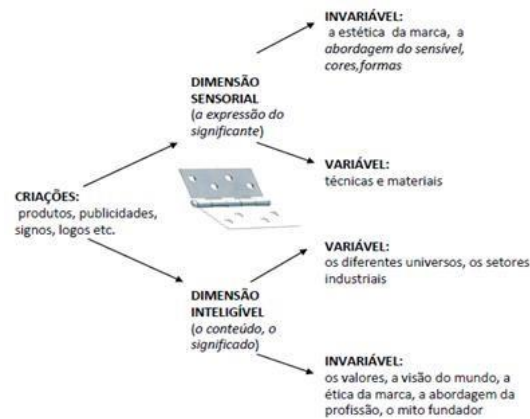 INVARIÁVEL:
a estética da marca, a
abordagem do sensível,
cores,formas
DIMENSÃO
SENSORIAL
(a expressão do
significante)
VARIÁVEL:
técnicas e materiais
CRIAÇÕES:
produtos, publicidades,
signos, logos etc.
VARIÁVEL:
os diferentes universos, os setores
industriais
DIMENSÃO
INTELIGÍVEL
(o conteúdo, o
significado)
INVARIÁVEL:
os valores, a visão do mundo, a
ética da marca, a abordagem da
profissão, o mito fundador